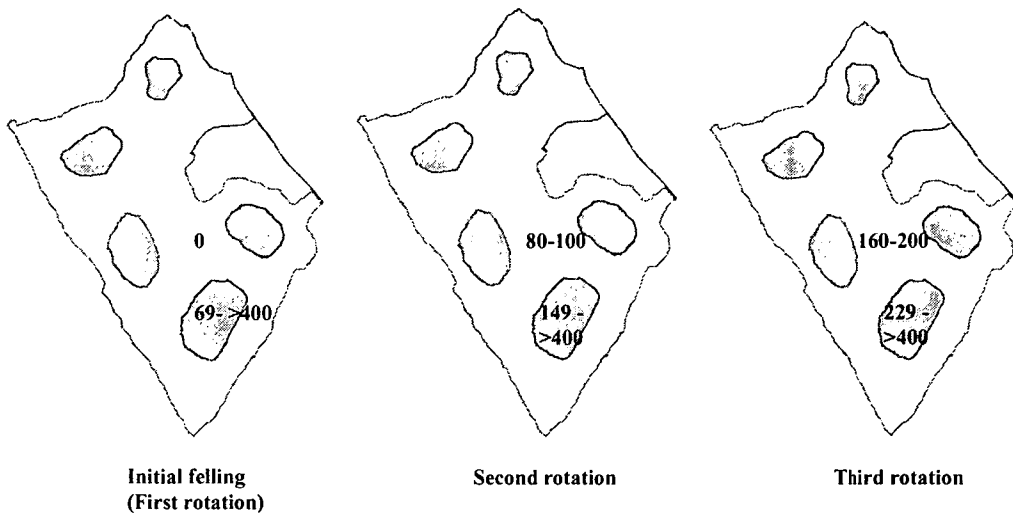 0
69- >400
Initial felling
(First rotation)
80-100
149 -
>400
Second rotation
160-200
229 -
>400
Third rotation